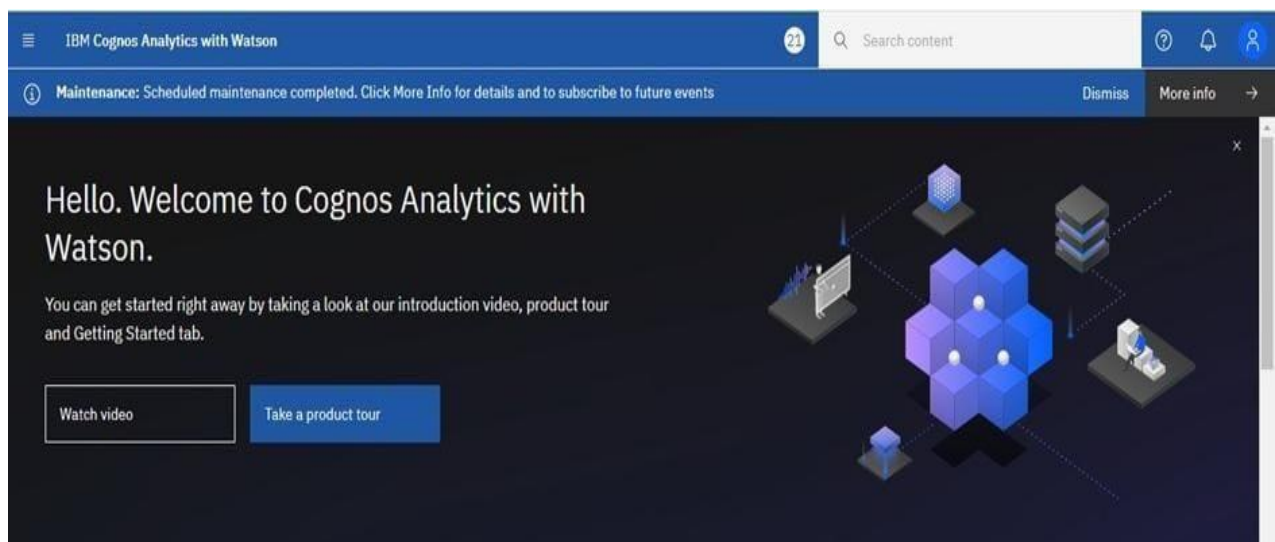 IBM Cognos Analytics with Watson
21
Search content
Maintenance: Scheduled maintenance completed. Click More Info for details and to subscribe to future events
Dismiss
More info
Hello. Welcome to Cognos Analytics with
Watson.
You can get started right away by taking a look at our introduction video, product tour
and Getting Started tab.
Watch video
Take a product tour